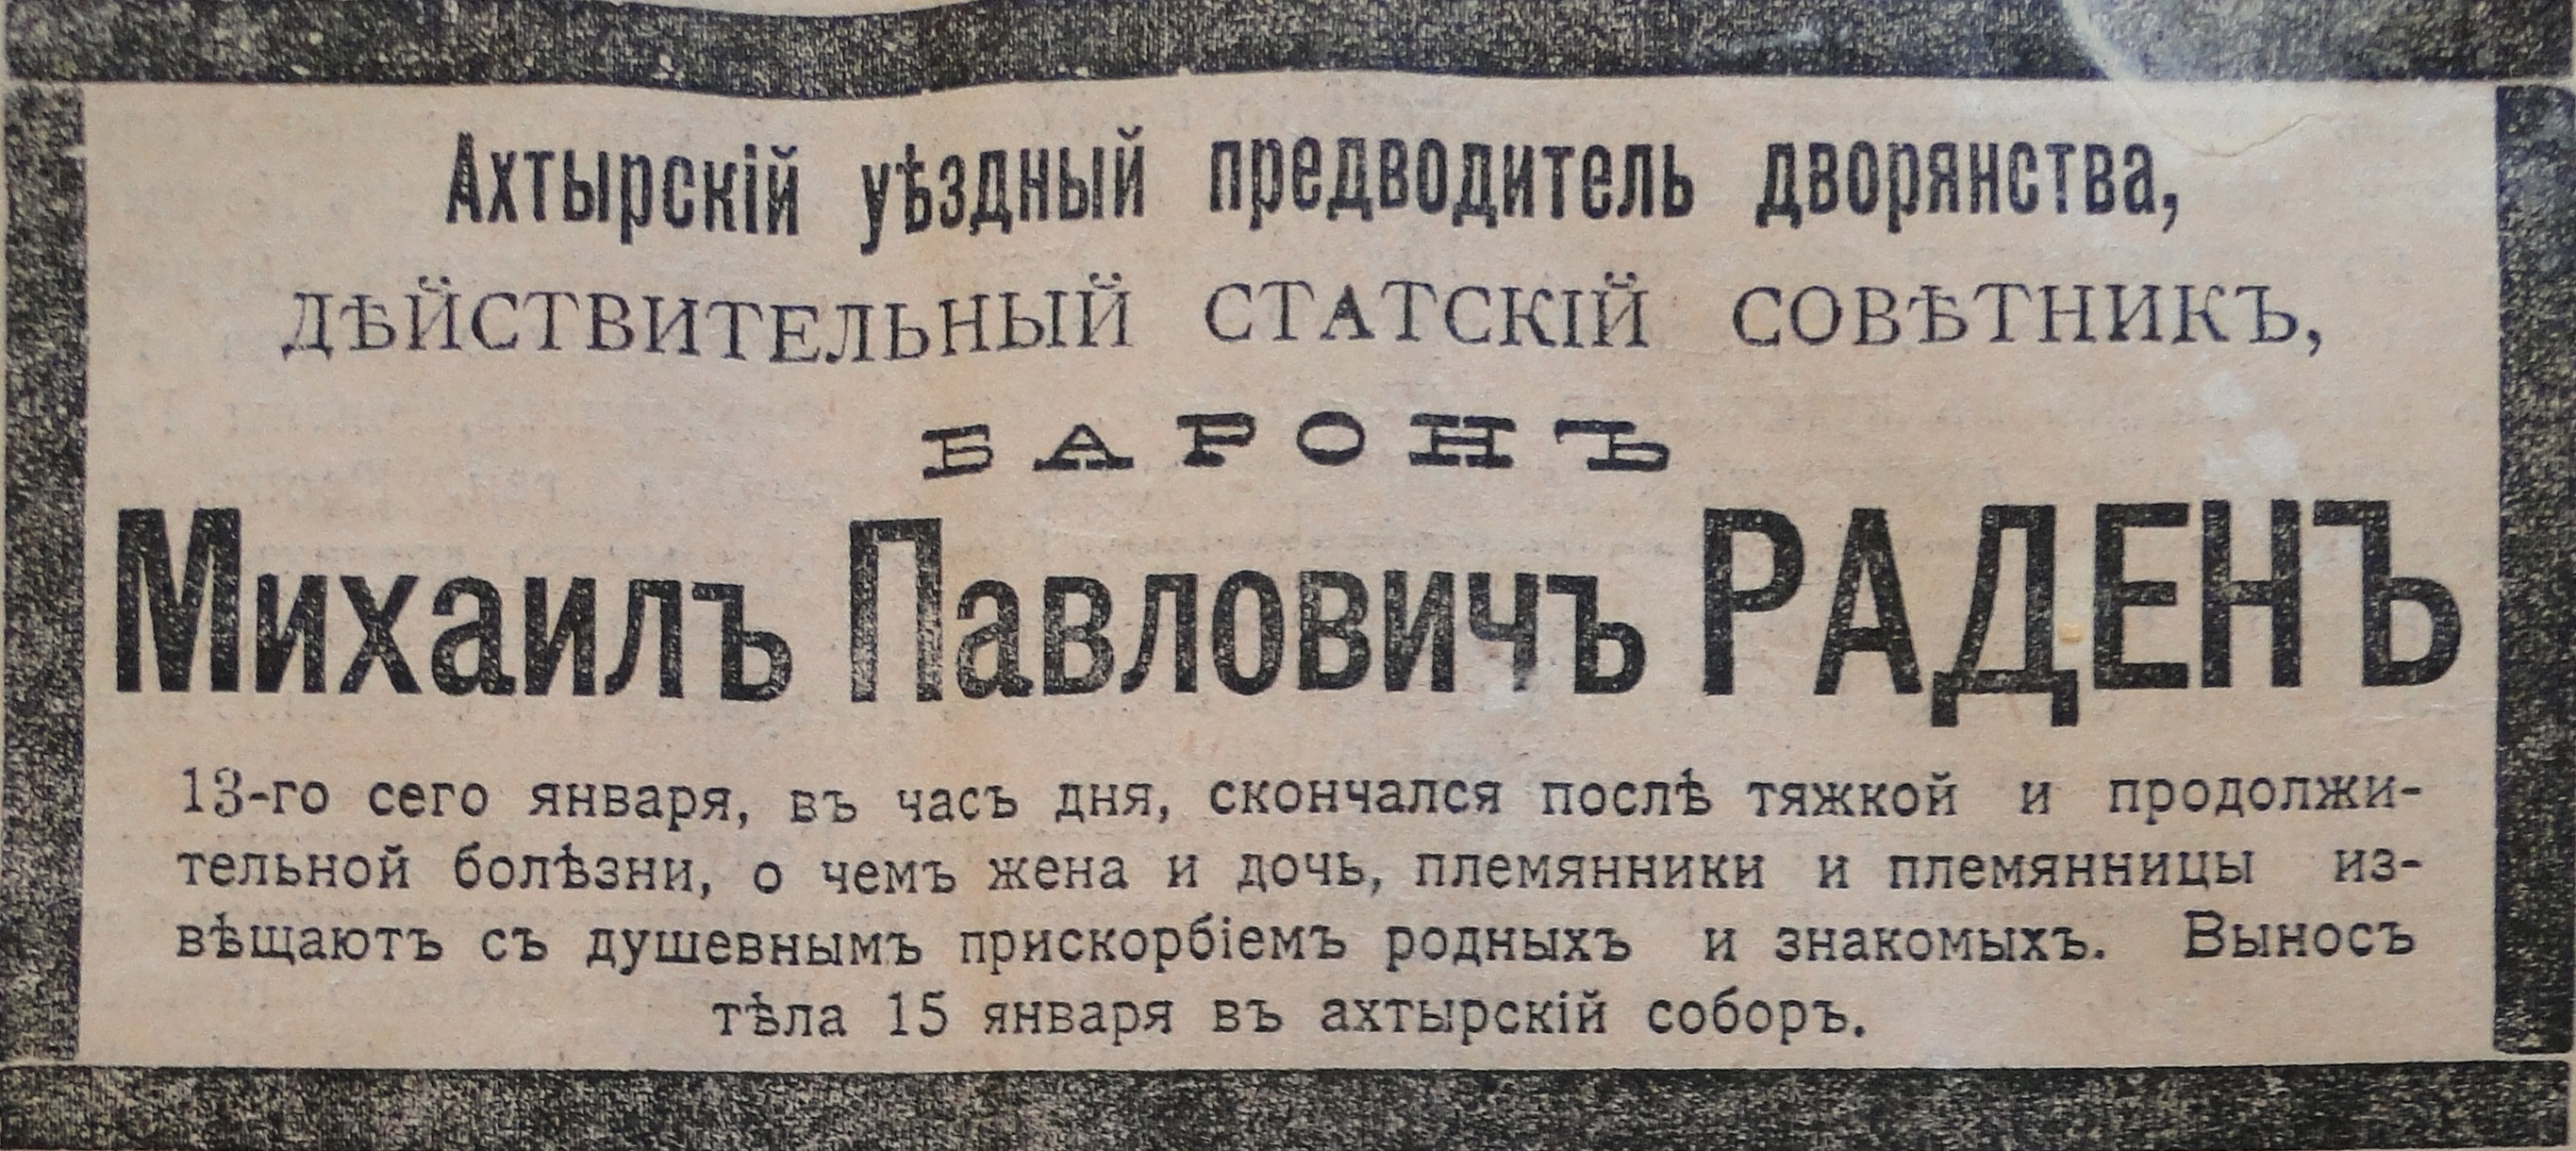 Ахтырскій уѣздный предводитель дворянства,
ДѢЙСТВИТЕЛЬНЫЙ СТАТСКІЙ СОВѢТНИКЪ,
БАРОНЪ
Михаилъ Павловичъ РАДЕНЪ
13-го сего января, въ часъ дня, скончался послѣ тяжкой и продолжи-
тельной болѣзни, о чемъ жена и дочь, племянники и племянницы из-
вѣщаютъ съ душевнымъ прискорбіемъ родныхъ и знакомыхъ. Выносъ
тѣла 15 января въ ахтырскій соборъ.